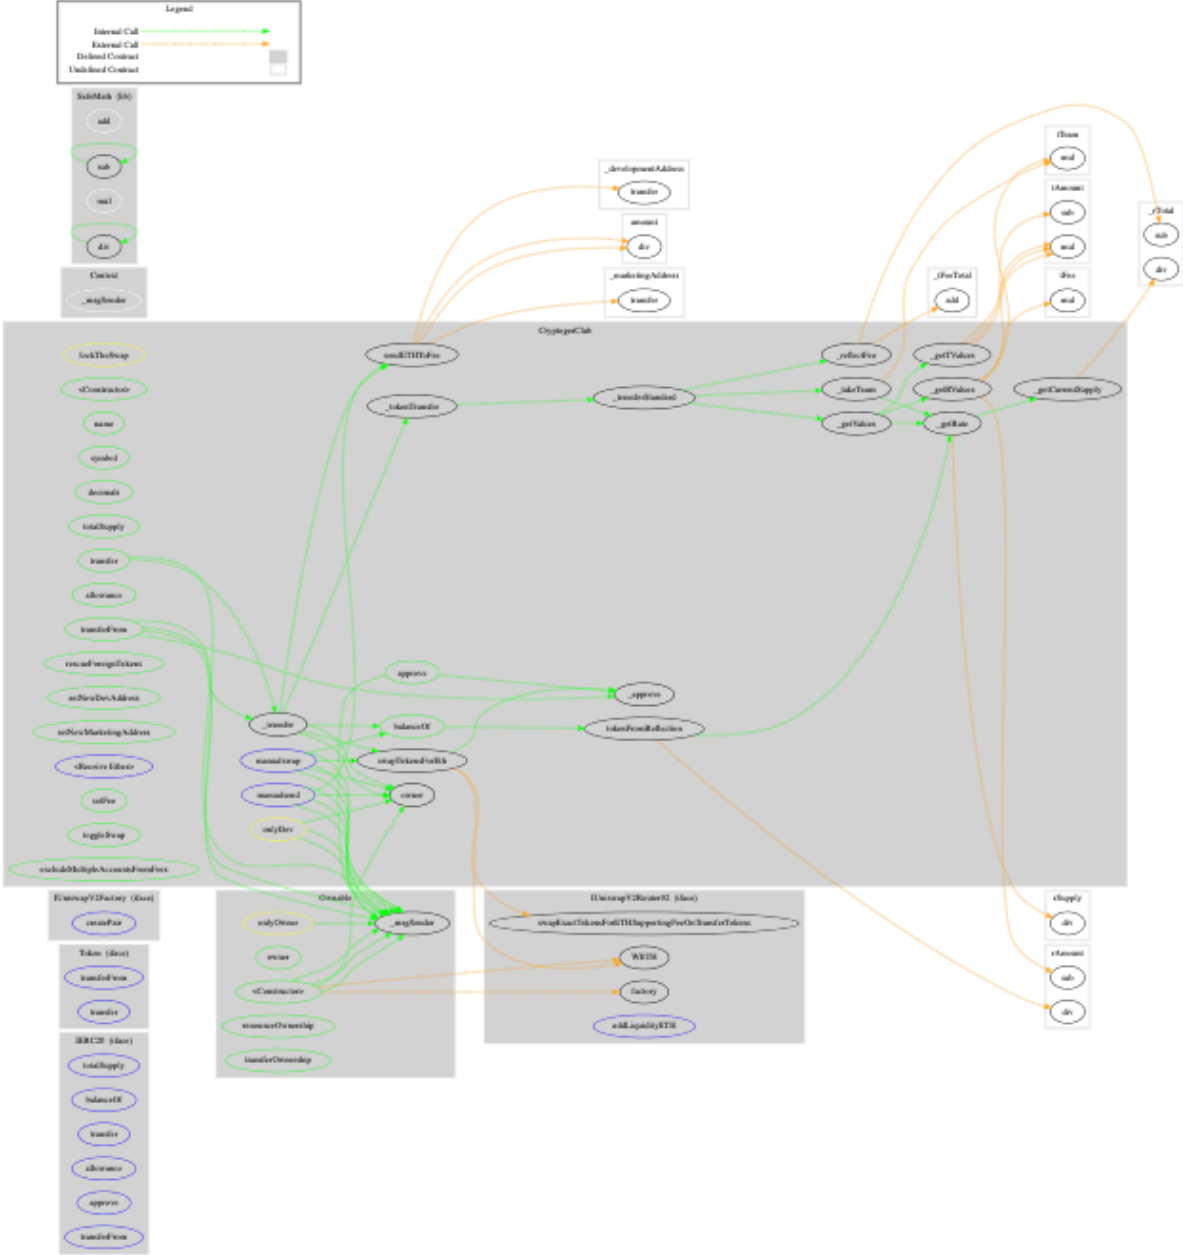 Legend
Internal Call
External Call
Defined Contract
Undefined Contract
SafeMath (lib)
add
sub
mul
div
Context
_msgSender
_developmentAddress
transfer
amount
div
_marketingAddress
transfer
_tFeeTotal
add
tTeam
mul
tAmount
sub
mul
tFee
mul
_rTotal
sub
div
lockTheSwap
<Constructor>
name
symbol
decimals
totalSupply
transfer
allowance
transferFrom
rescueForeignTokens
setNewDevAddress
setNewMarketingAddress
<Receive Ether>
setFee
toggleSwap
excludeMultipleAccountsFromFees
_transfer
manualswap
manualsend
onlyDev
sendETHToFee
_tokenTransfer
approve
balanceOf
swapTokensForEth
owner
_transferStandard
_approve
tokenFromReflection
_reflectFee
_takeTeam
_getValues
_getTValues
_getRValues
_getRate
_getCurrentSupply
IUniswapV2Factory (iface)
createPair
Token (iface)
transferFrom
transfer
IERC20 (iface)
totalSupply
balanceOf
transfer
allowance
approve
transferFrom
Ownable
onlyOwner
owner
<Constructor>
renounceOwnership
transferOwnership
_msgSender
IUniswapV2Router02 (iface)
swapExactTokensForETHSupportingFeeOnTransferTokens
WETH
factory
addLiquidityETH
rSupply
div
rAmount
sub
div